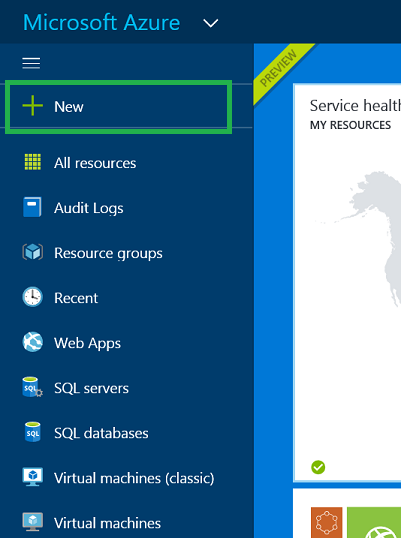 Microsoft Azure
New
PREVIEW
Service healt
MY RESOURCES
All resources
Audit Logs
Resource groups
Recent
Web Apps
SQL
SQL servers
SQL
SQL databases
Virtual machines (classic)
Virtual machines